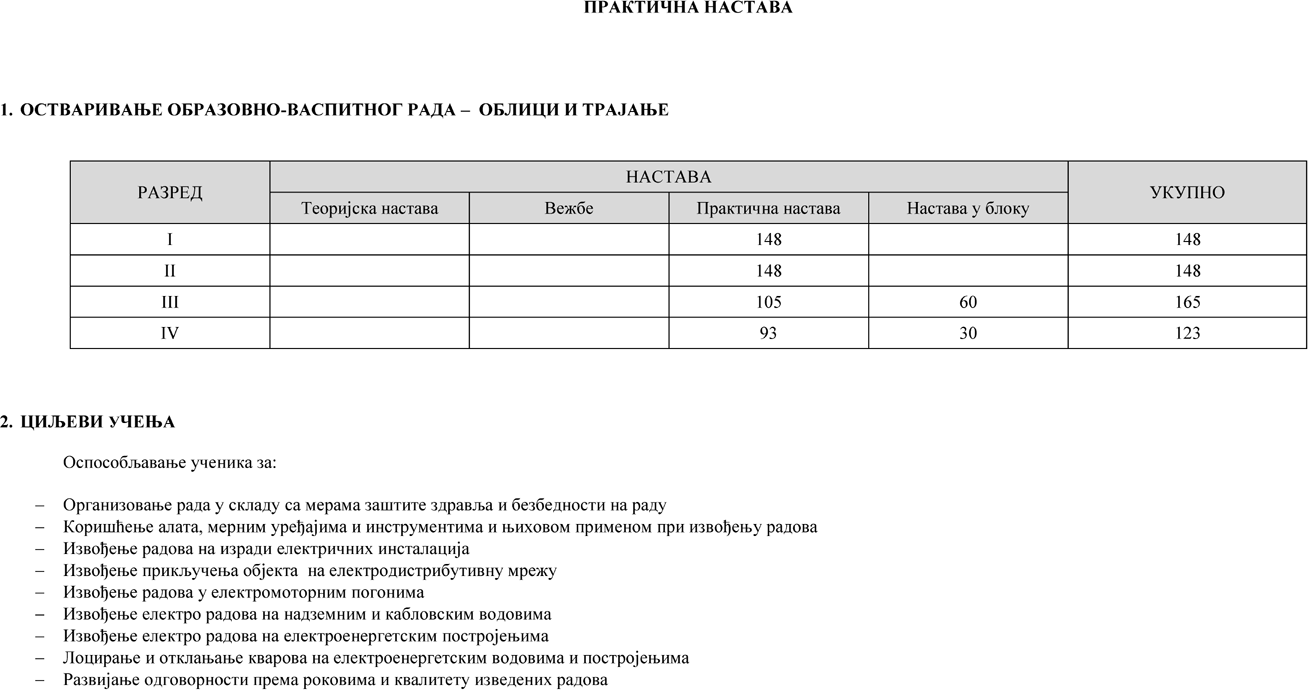 ПРАКТИЧНА НАСТАВА
1. ОСТВАРИВАЊЕ ОБРАЗОВНО-ВАСПИТНОГ РАДА – ОБЛИЦИ И ТРАЈАЊЕ
РАЗРЕД НАСТАВА УКУПНО
Теоријска настава Вежбе Практична настава Настава у блоку
I 148 148
II 148 148
III 105 60 165
IV 93 30 123
2. ЦИЉЕВИ УЧЕЊА
Оспособљавање ученика за:
– Организовање рада у складу са мерама заштите здравља и безбедности на раду
– Коришћење алата, мерним уређајима и инструментима и њиховом применом при извођењу радова
– Извођење радова на изради електричних инсталација
– Извођење прикључења објекта на електродистрибутивну мрежу
– Извођење радова у електромоторним погонима
– Извођење електро радова на надземним и кабловским водовима
– Извођење електро радова на електроенергетским постројењима
– Лоцирање и отклањање кварова на електроенергетским водовима и постројењима
– Развијање одговорности према роковима и квалитету изведених радова